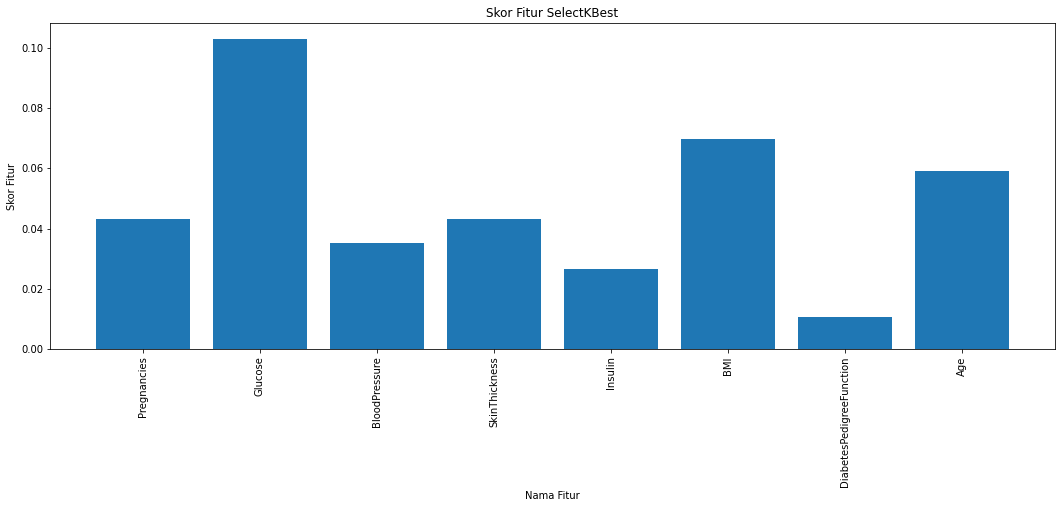 Skor Fitur SelectKBest
Skor Fitur
0.10
0.08
0.06
0.04
0.02
0.00
Pregnancies
Glucose
BloodPressure
SkinThickness
Insulin
BMI
DiabetesPedigreeFunction
Age
Nama Fitur